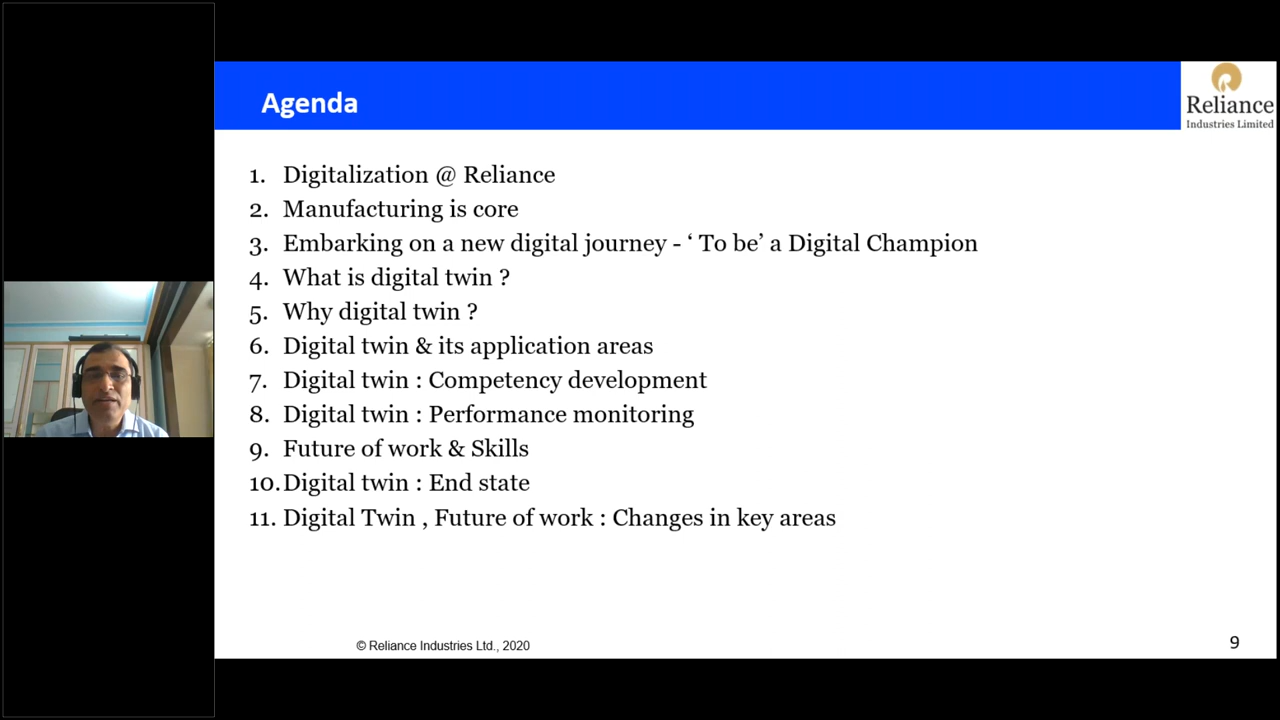 Agenda
Reliance
Industries Limited
1. Digitalization @ Reliance
2. Manufacturing is core
3. Embarking on a new digital journey - ‘ To be’ a Digital Champion
4. What is digital twin ?
5. Why digital twin ?
6. Digital twin & its application areas
7. Digital twin : Competency development
8. Digital twin : Performance monitoring
9. Future of work & Skills
10. Digital twin : End state
11. Digital Twin , Future of work : Changes in key areas
© Reliance Industries Ltd., 2020
9